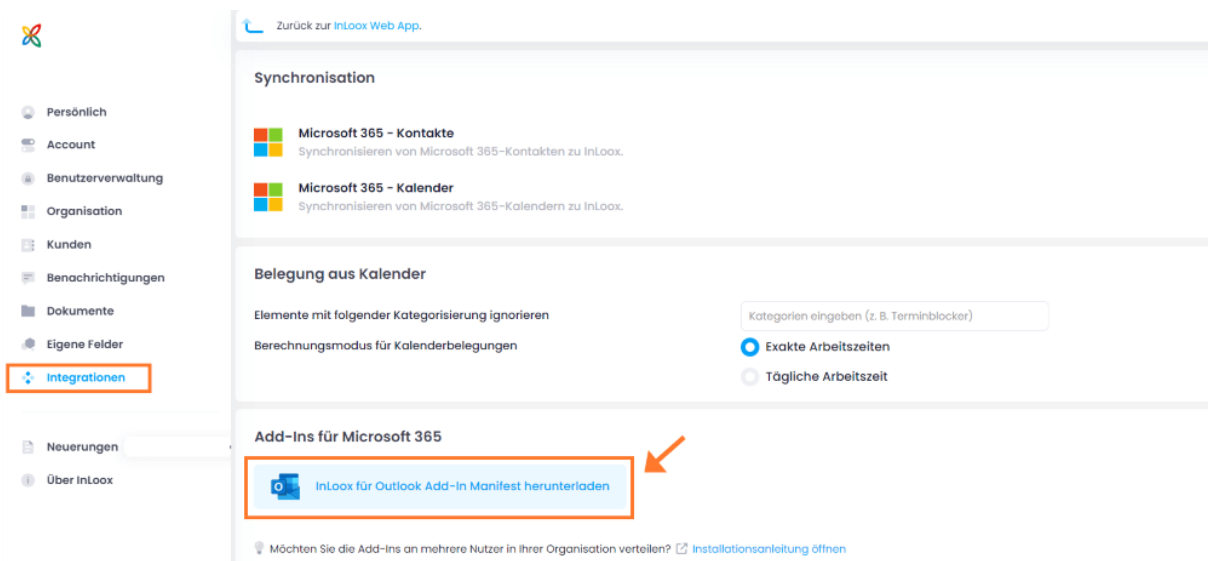 Zurück zur InLoox Web App.
Persönlich
Account
Benutzerverwaltung
Organisation
Kunden
Benachrichtigungen
Dokumente
Eigene Felder
Integrationen
Neuerungen
Über InLoox
Synchronisation
Microsoft 365 - Kontakte
Synchronisieren von Microsoft 365-Kontakten zu InLoox.
Microsoft 365 - Kalender
Synchronisieren von Microsoft 365-Kalendern zu InLoox.
Belegung aus Kalender
Elemente mit folgender Kategorisierung ignorieren
Kategorien eingeben (z. B. Terminblocker)
Berechnungsmodus für Kalenderbelegungen
Exakte Arbeitszeiten
Tägliche Arbeitszeit
Add-Ins für Microsoft 365
InLoox für Outlook Add-In Manifest herunterladen
Möchten Sie die Add-Ins an mehrere Nutzer in Ihrer Organisation verteilen? Installationsanleitung öffnen